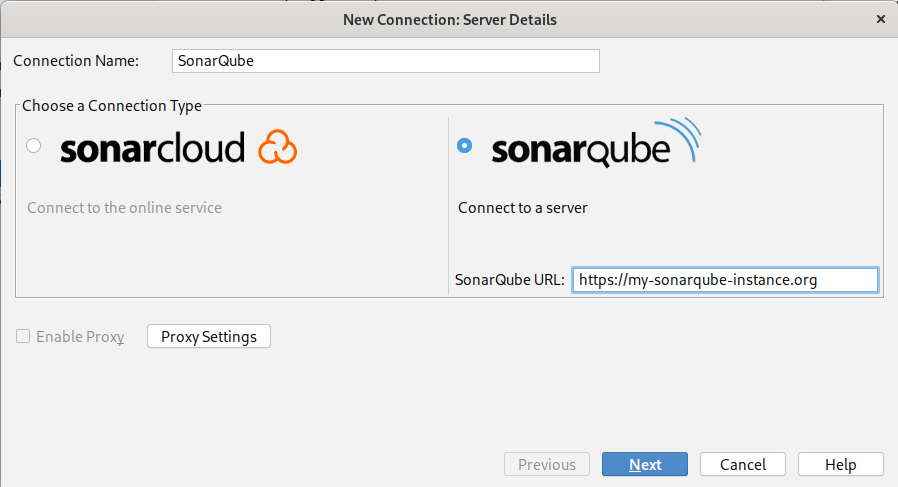 New Connection: Server Details
Connection Name: SonarQube
Choose a Connection Type
sonarcloud
sonarqube
Connect to the online service
Connect to a server
SonarQube URL: https://my-sonarqube-instance.org
Enable Proxy Proxy Settings
Previous Next Cancel Help